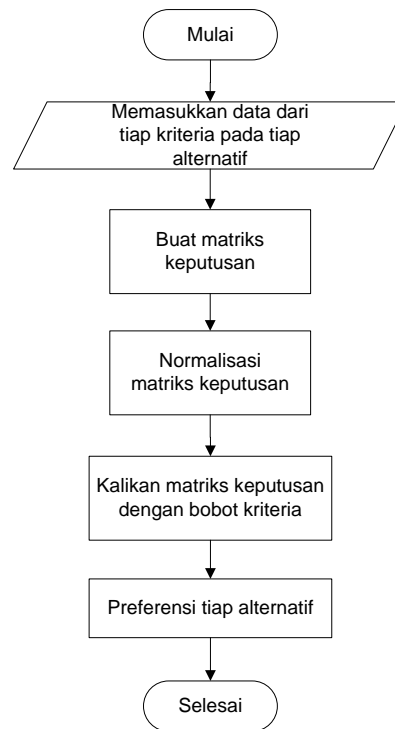 Mulai
Memasukkan data dari
tiap kriteria pada tiap
alternatif
Buat matriks
keputusan
Normalisasi
matriks keputusan
Kalikan matriks keputusan
dengan bobot kriteria
Preferensi tiap alternatif
Selesai